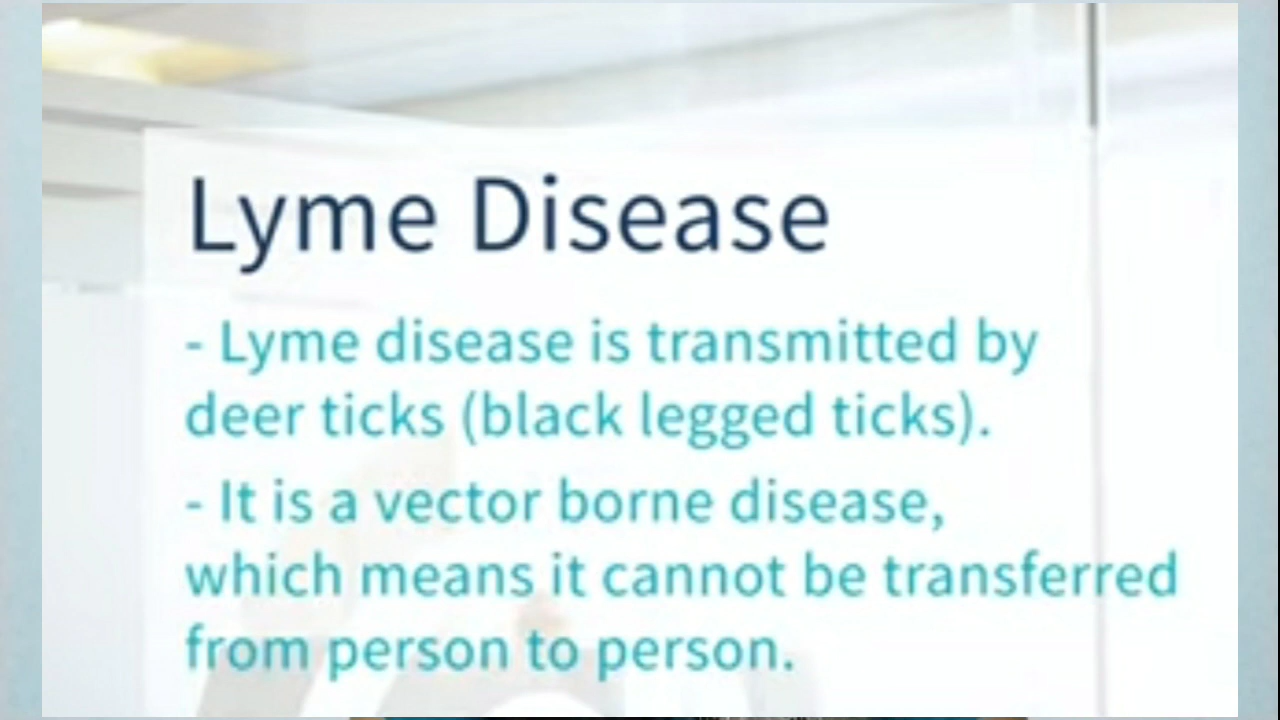 Lyme Disease
- Lyme disease is transmitted by
deer ticks (black legged ticks).
- It is a vector borne disease,
which means it cannot be transferred
from person to person.